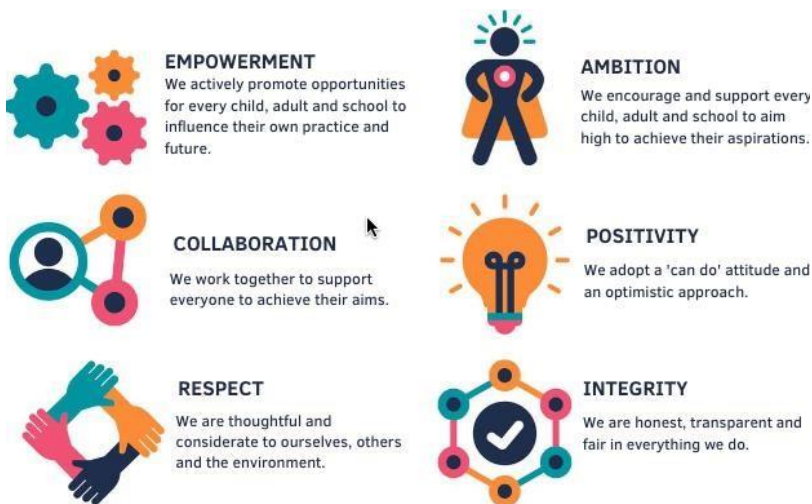 EMPOWERMENT
We actively promote opportunities
for every child, adult and school to
influence their own practice and
future.
AMBITION
We encourage and support every
child, adult and school to aim
high to achieve their aspirations.
COLLABORATION
We work together to support
everyone to achieve their aims.
POSITIVITY
We adopt a 'can do' attitude and
an optimistic approach.
RESPECT
We are thoughtful and
considerate to ourselves, others
and the environment.
INTEGRITY
We are honest, transparent and
fair in everything we do.